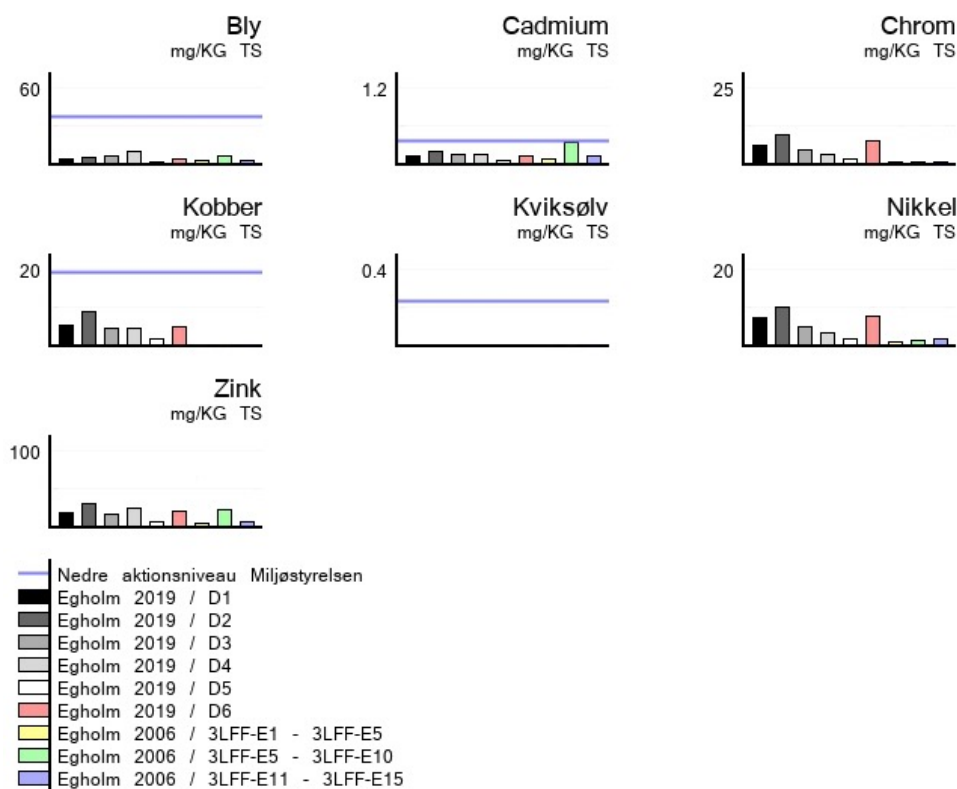 Bly
mg/KG TS
60
Cadmium
mg/KG TS
1.2
Chrom
mg/KG TS
25
Kobber
mg/KG TS
20
Kviksølv
mg/KG TS
0.4
Nikkel
mg/KG TS
20
Zink
mg/KG TS
100
Nedre aktionsniveau Miljøstyrelsen
Egholm 2019 / D1
Egholm 2019 / D2
Egholm 2019 / D3
Egholm 2019 / D4
Egholm 2019 / D5
Egholm 2019 / D6
Egholm 2006 / 3LFF-E1 - 3LFF-E5
Egholm 2006 / 3LFF-E5 - 3LFF-E10
Egholm 2006 / 3LFF-E11 - 3LFF-E15